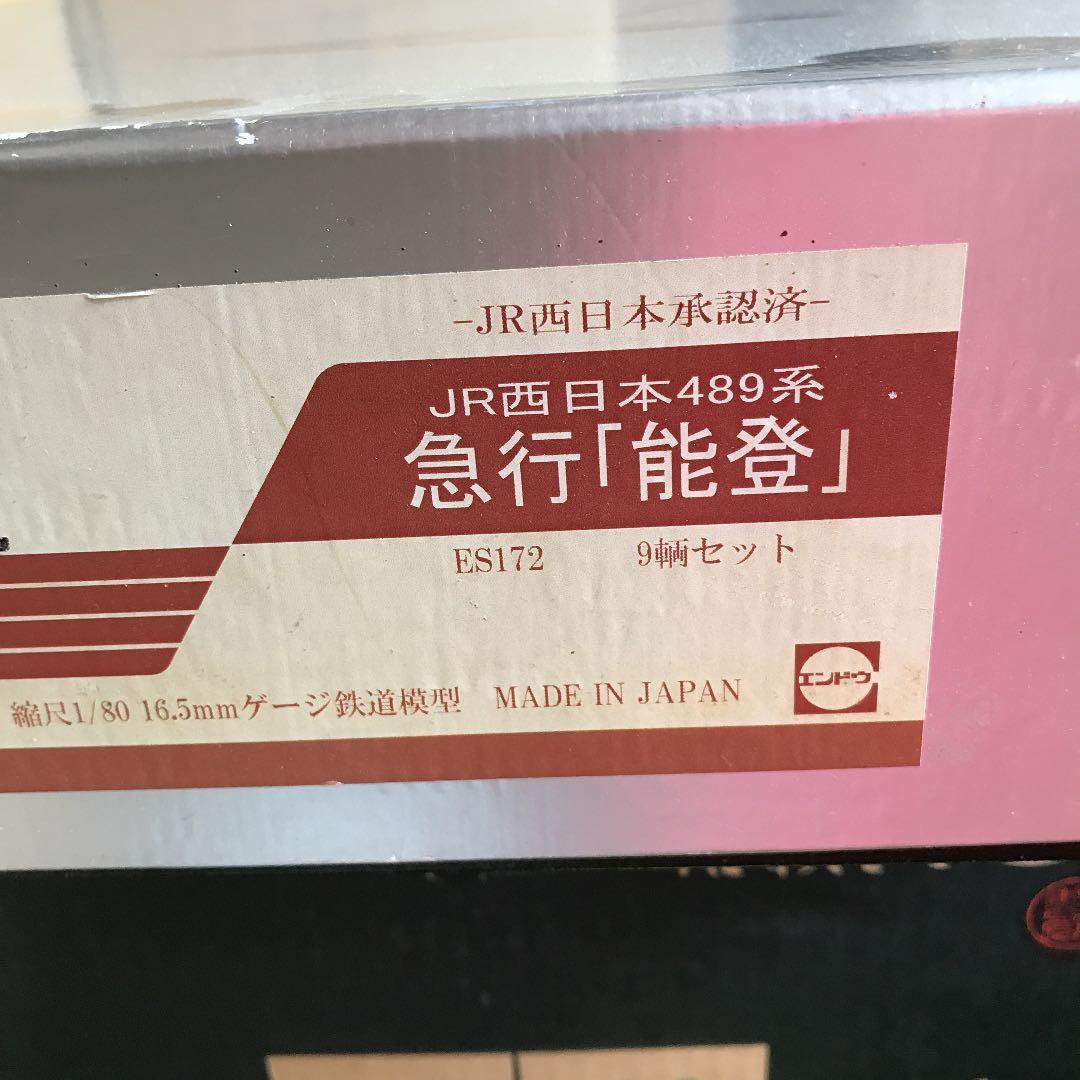 -JR西日本承認済-
JR西日本489系
急行「能登」
ES172 9輌セット
縮尺1/80 16.5mmゲージ鉄道模型 MADE IN JAPAN
エンドウ